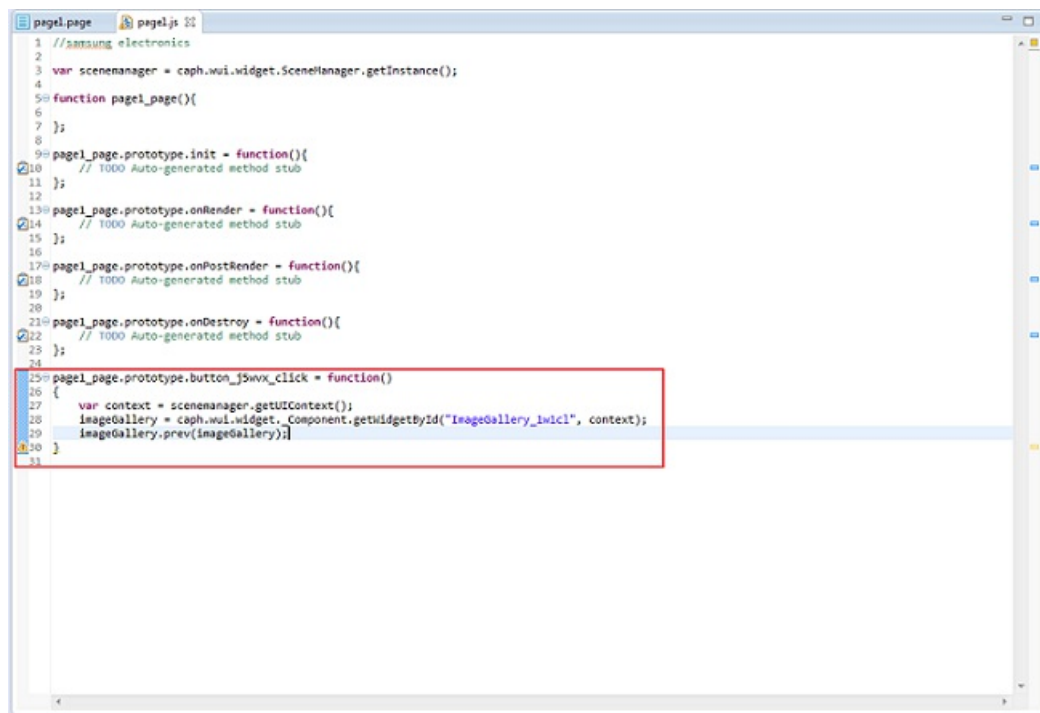 page1.page page1.js
1 //samsung electronics
2
3 var scenemanager = caph.wui.widget.SceneManager.getInstance();
4
5 function page1_page(){
6
7 };
8
9 page1_page.prototype.init = function(){
10 // TODO Auto-generated method stub
11 };
12
13 page1_page.prototype.onRender = function(){
14 // TODO Auto-generated method stub
15 };
16
17 page1_page.prototype.onPostRender = function(){
18 // TODO Auto-generated method stub
19 };
20
21 page1_page.prototype.onDestroy = function(){
22 // TODO Auto-generated method stub
23 };
24
25 page1_page.prototype.button_j5wvx_click = function()
26 {
27 var context = scenemanager.getUIContext();
28 imageGallery = caph.wui.widget._Component.getWidgetById("ImageGallery_1wicl", context);
29 imageGallery.prev(imageGallery);
30 }
31